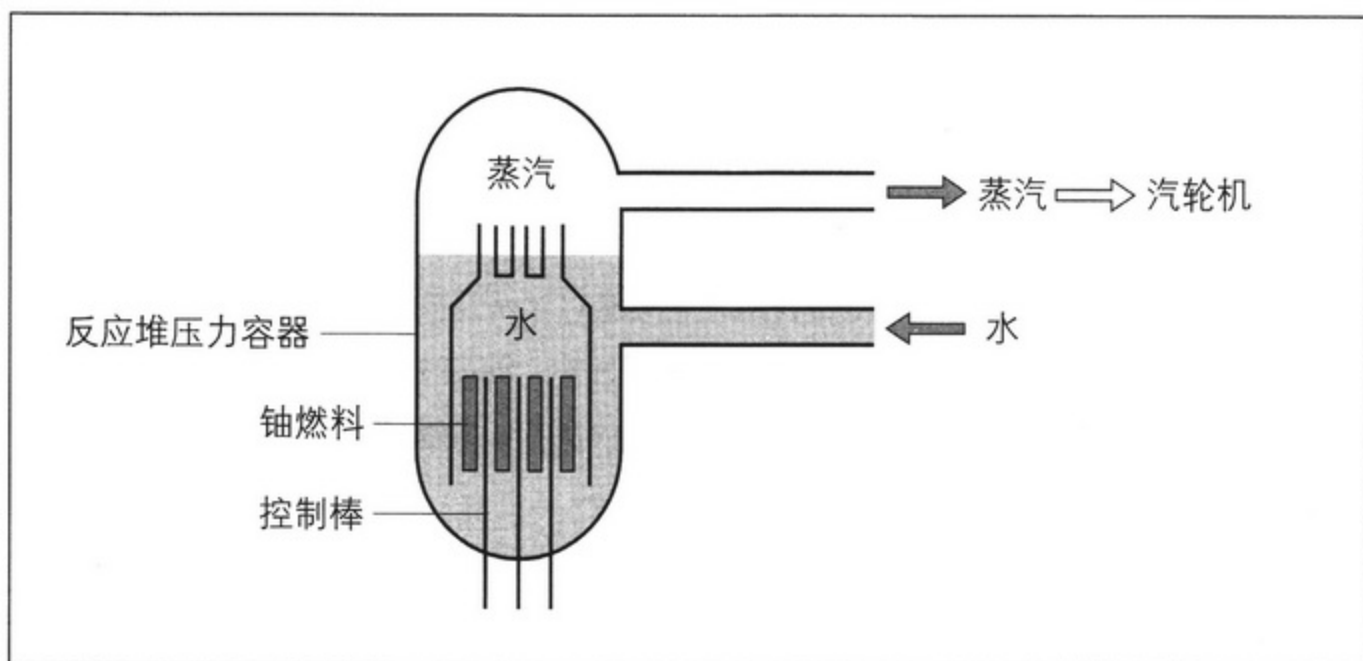 蒸汽
蒸汽 汽轮机
水
反应堆压力容器
水
铀燃料
控制棒